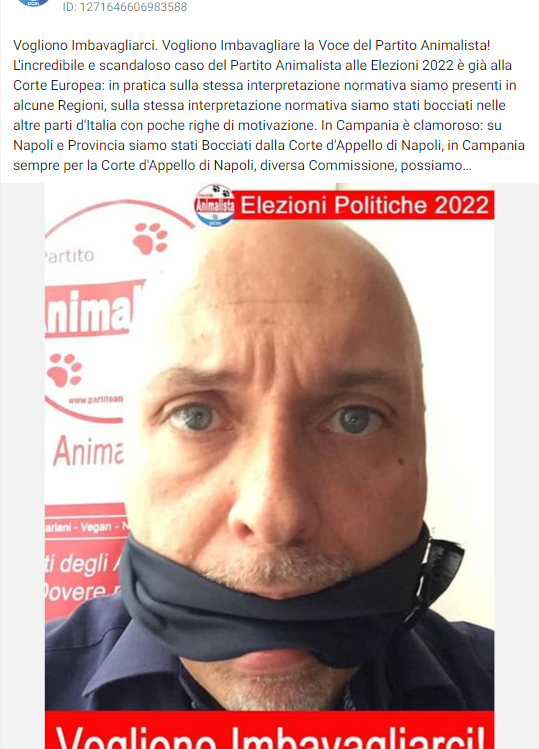 ID: 1271646606983588
Vogliono Imbavagliarci. Vogliono Imbavagliare la Voce del Partito Animalista!
L'incredibile e scandaloso caso del Partito Animalista alle Elezioni 2022 è già alla
Corte Europea: in pratica sulla stessa interpretazione normativa siamo presenti in
alcune Regioni, sulla stessa interpretazione normativa siamo stati bocciati nelle
altre parti d'Italia con poche righe di motivazione. In Campania è clamoroso: su
Napoli e Provincia siamo stati Bocciati dalla Corte d'Appello di Napoli, in Campania
sempre per la Corte d'Appello di Napoli, diversa Commissione, possiamo…
Animalista
Elezioni Politiche 2022
artito
nima
www.partitoan
Anima
ariani - Vegan - N
ti degli A
Dovere
Vogliono Imbavagliarci!